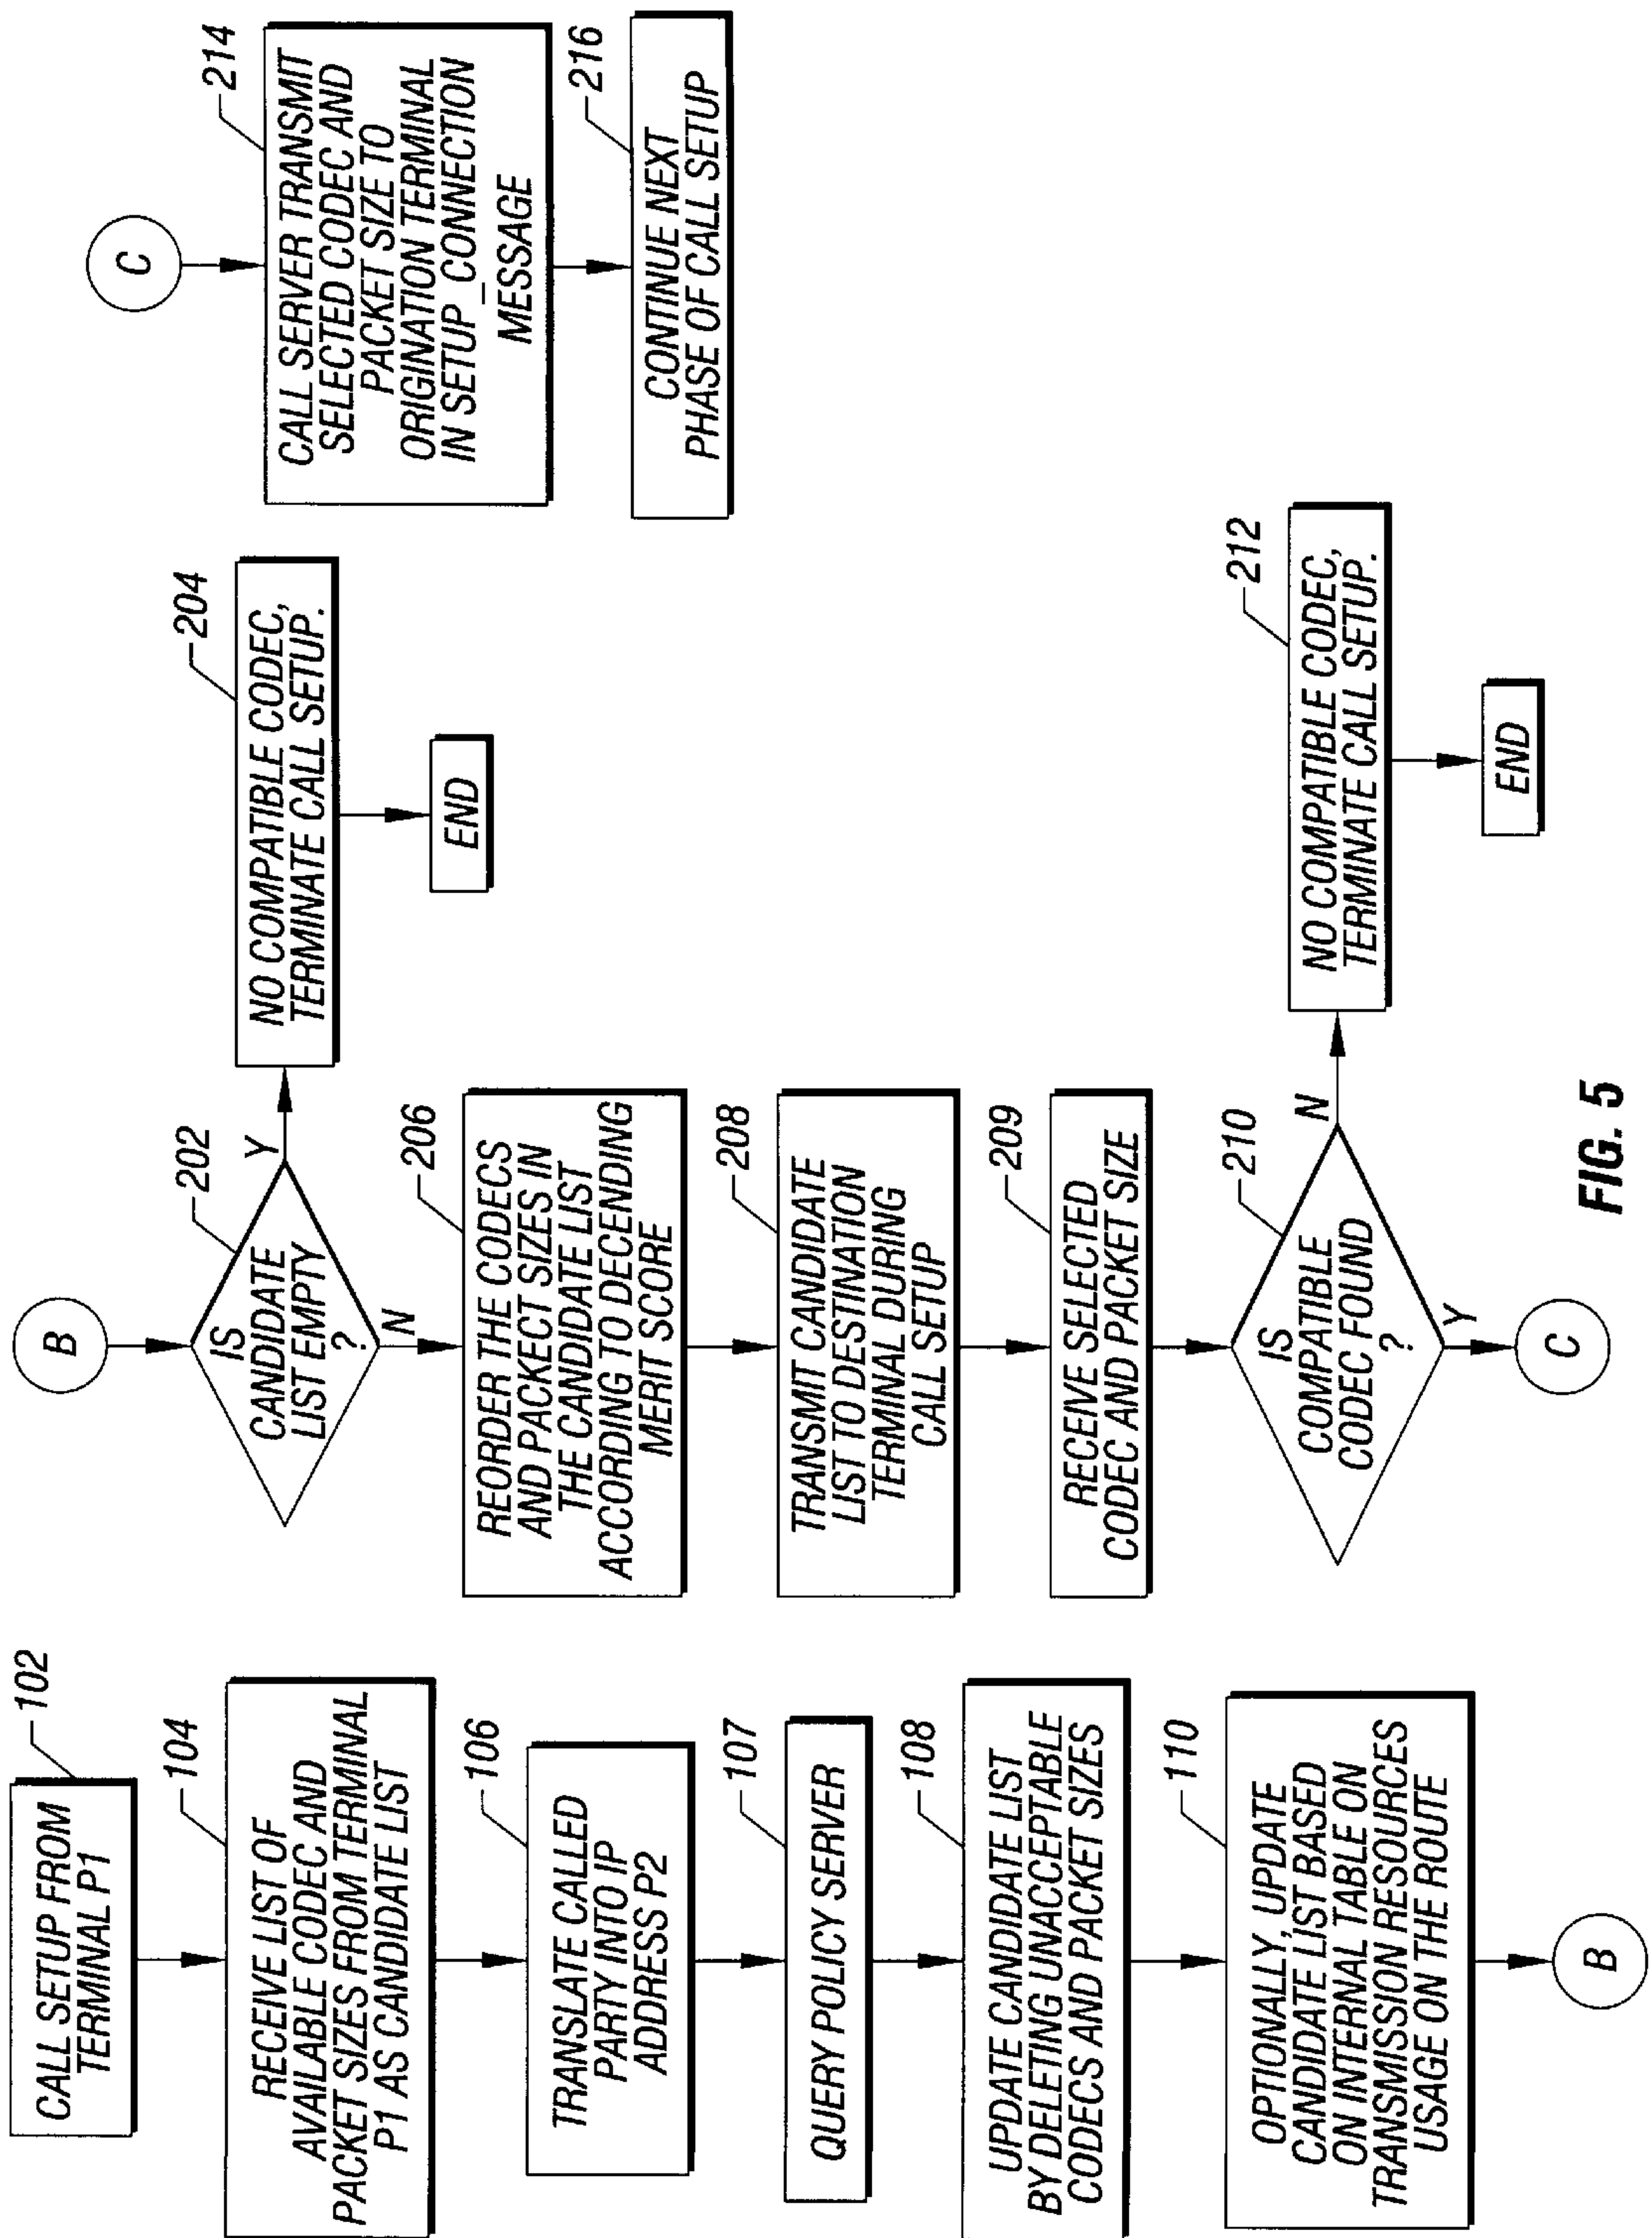 102
CALL SETUP FROM
TERMINAL P1
104
RECEIVE LIST OF
AVAILABLE CODEC AND
PACKET SIZES FROM TERMINAL
P1 AS CANDIDATE LIST
106
TRANSLATE CALLED
PARTY INTO IP
ADDRESS P2
107
QUERY POLICY SERVER
108
UPDATE CANDIDATE LIST
BY DELETING UNACCEPTABLE
CODECS AND PACKET SIZES
110
OPTIONALLY, UPDATE
CANDIDATE LIST BASED
ON INTERNAL TABLE ON
TRANSMISSION RESOURCES
USAGE ON THE ROUTE
B
B
202
IS
CANDIDATE
LIST EMPTY
?
Y
N
204
NO COMPATIBLE CODEC,
TERMINATE CALL SETUP.
END
206
REORDER THE CODECS
AND PACKET SIZES IN
THE CANDIDATE LIST
ACCORDING TO DECENDING
MERIT SCORE
208
TRANSMIT CANDIDATE
LIST TO DESTINATION
TERMINAL DURING
CALL SETUP
209
RECEIVE SELECTED
CODEC AND PACKET SIZE
210
IS
COMPATIBLE
CODEC FOUND
?
N
Y
212
NO COMPATIBLE CODEC,
TERMINATE CALL SETUP.
END
C
C
214
CALL SERVER TRANSMIT
SELECTED CODEC AND
PACKET SIZE TO
ORIGINATION TERMINAL
IN SETUP_CONNECTION
MESSAGE
216
CONTINUE NEXT
PHASE OF CALL SETUP
FIG. 5